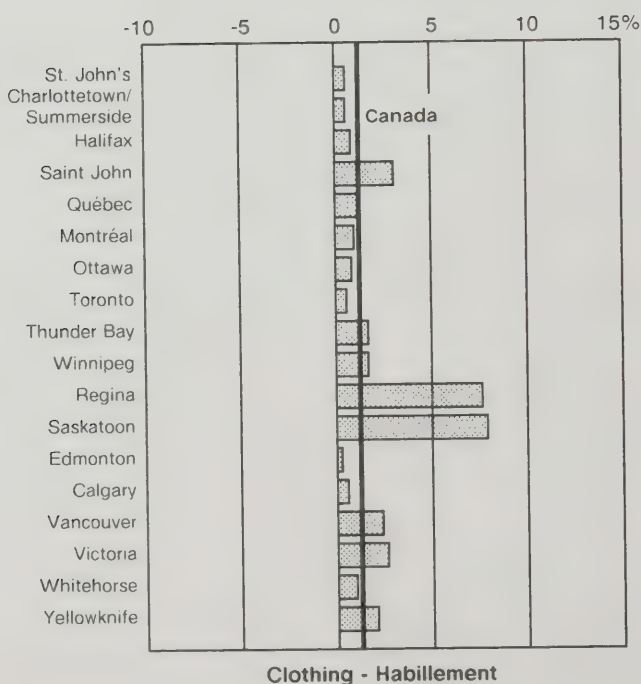 -10 -5 0 5 10 15%
St. John's
Charlottetown/
Summerside
Halifax
Canada
Saint John
Québec
Montréal
Ottawa
Toronto
Thunder Bay
Winnipeg
Regina
Saskatoon
Edmonton
Calgary
Vancouver
Victoria
Whitehorse
Yellowknife
Clothing - Habillement